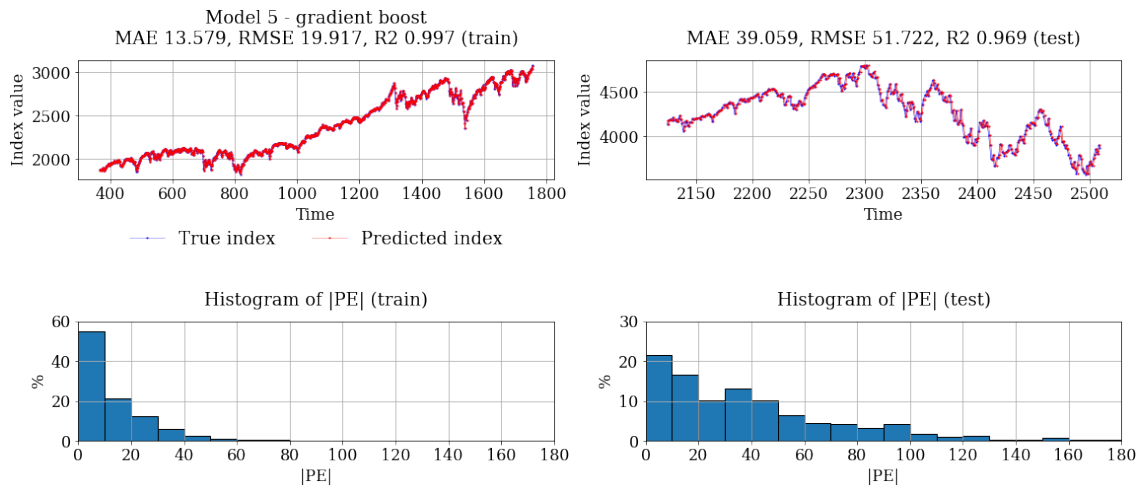 Model 5 - gradient boost
MAE 13.579, RMSE 19.917, R2 0.997 (train)
MAE 39.059, RMSE 51.722, R2 0.969 (test)
Index value
3000
2500
2000
400 600 800 1000 1200 1400 1600 1800
Time
Index value
4500
4000
2150 2200 2250 2300 2350 2400 2450 2500
Time
True index
Predicted index
Histogram of |PE| (train)
%
60
40
20
0
0 20 40 60 80 100 120 140 160 180
|PE|
Histogram of |PE| (test)
%
30
20
10
0
0 20 40 60 80 100 120 140 160 180
|PE|